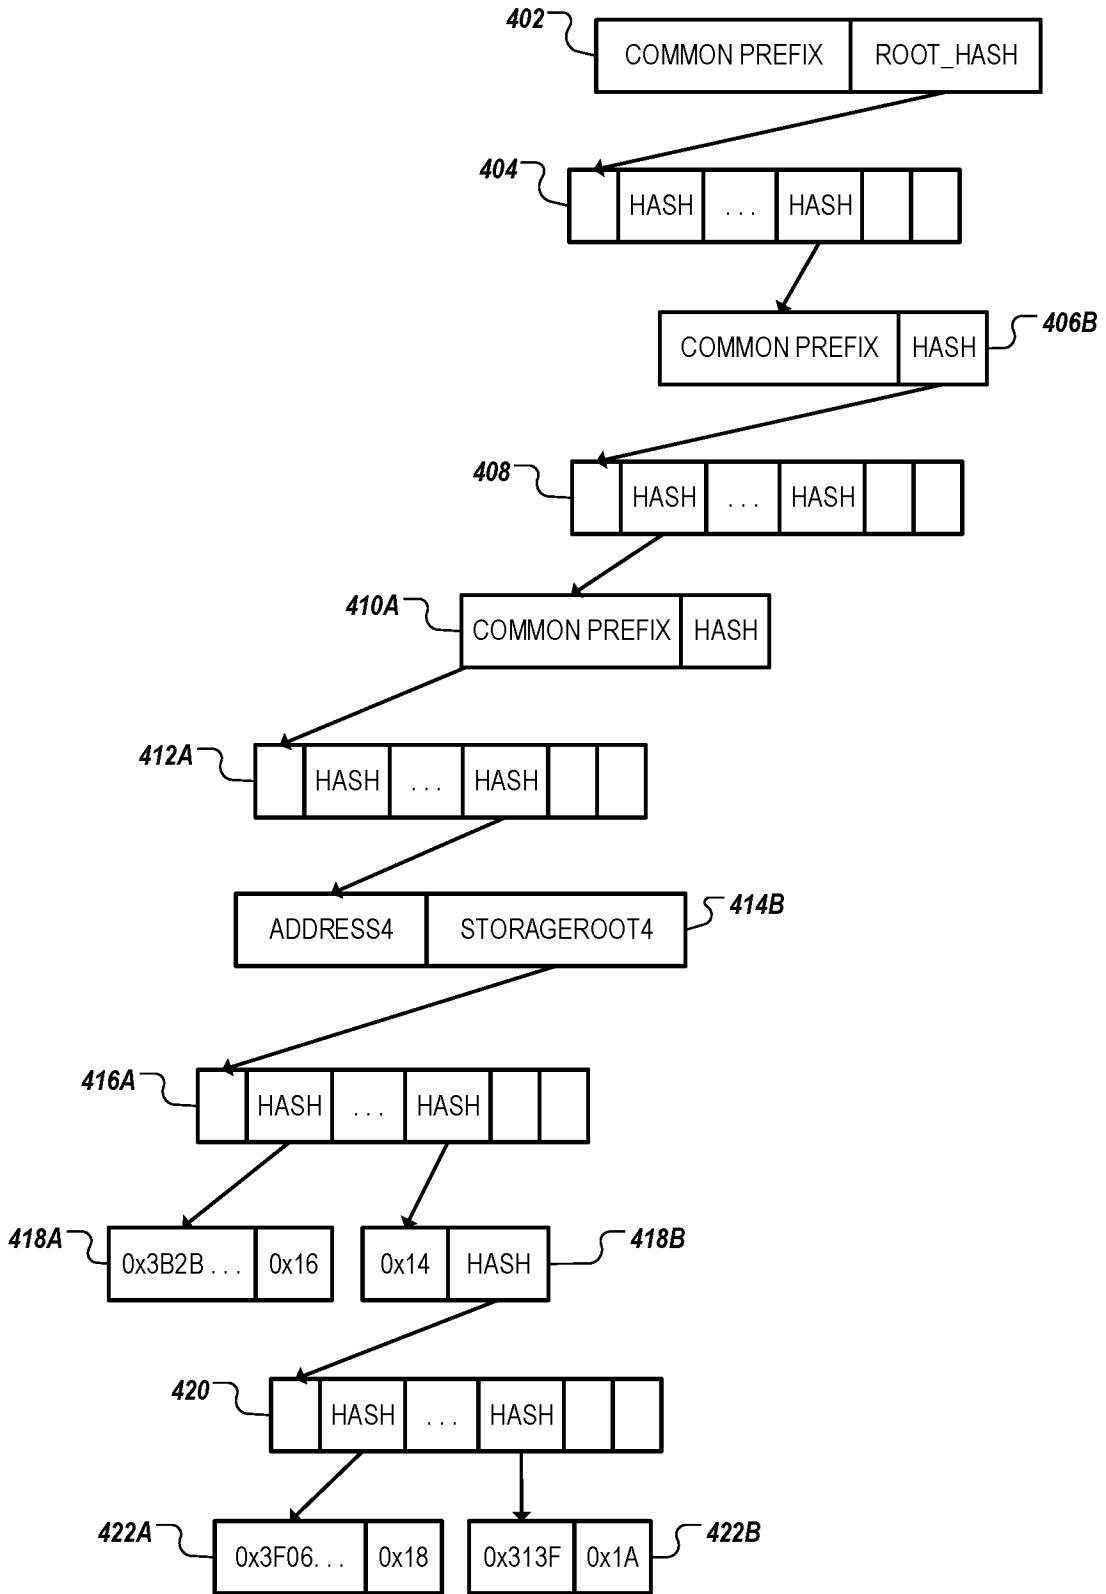 402
COMMON PREFIX ROOT_HASH
404
HASH ... HASH
COMMON PREFIX HASH 406B
408
HASH ... HASH
410A
COMMON PREFIX HASH
412A
HASH ... HASH
ADDRESS4 STORAGEROOT4 414B
416A
HASH ... HASH
418A 0x3B2B ... 0x16 0x14 HASH 418B
420
HASH ... HASH
422A 0x3F06... 0x18 0x313F 0x1A 422B